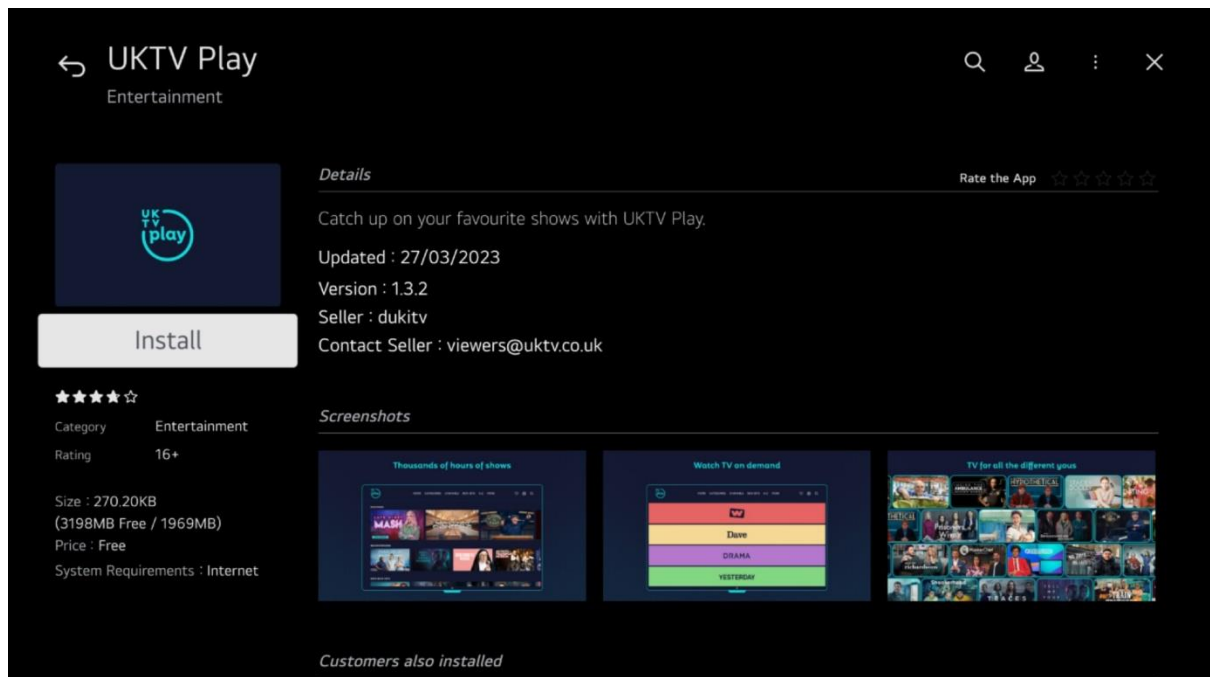 UKTV Play
Entertainment
UK
TV
play
Install
Category Entertainment
Rating 16+
Size : 270.20KB
(3198MB Free / 1969MB)
Price : Free
System Requirements : Internet
Details
Rate the App
Catch up on your favourite shows with UKTV Play.
Updated : 27/03/2023
Version : 1.3.2
Seller : dukitv
Contact Seller : viewers@uktv.co.uk
Screenshots
Thousands of hours of shows
MASH
Watch TV on demand
W
Dave
DRAMA
YESTERDAY
TV for all the different yous
HYPOTHETICAL
TRACES
Customers also installed